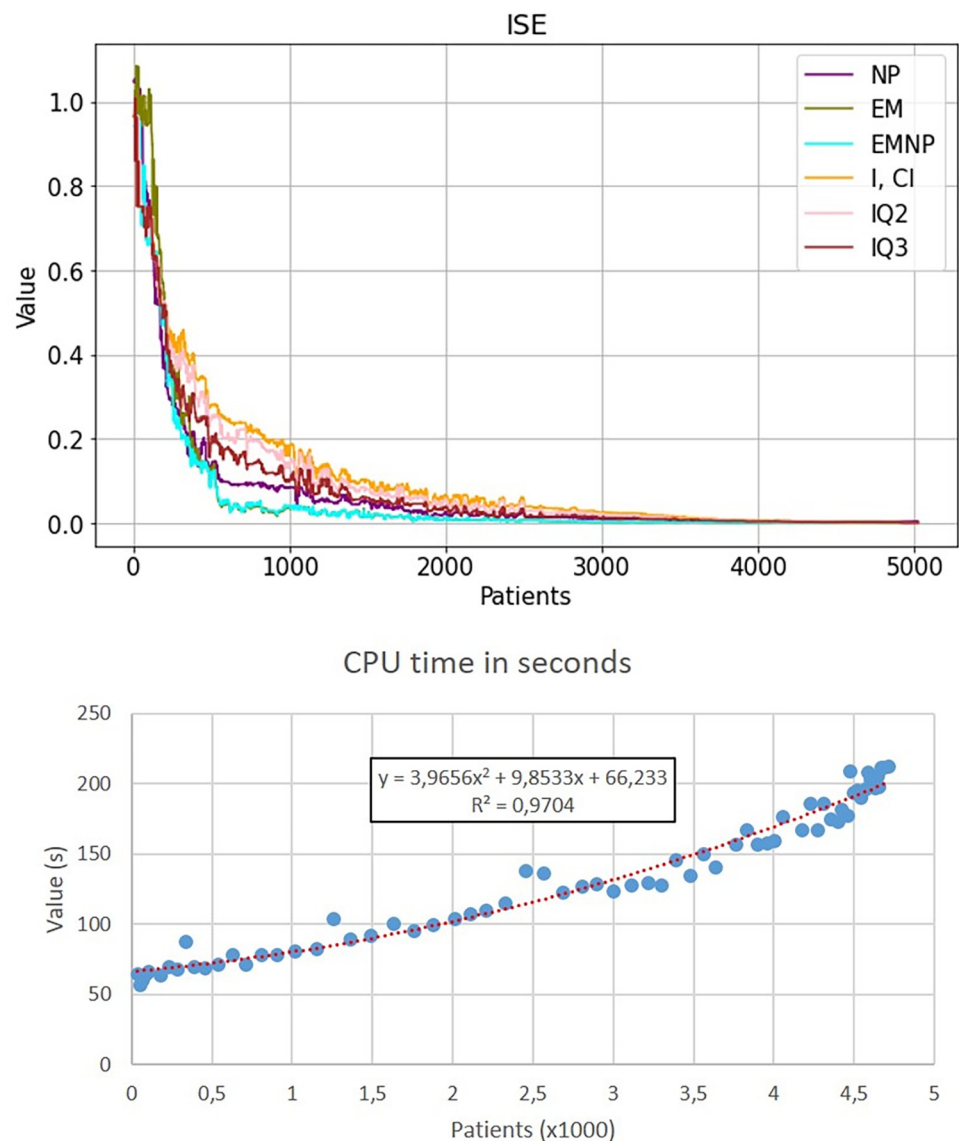 ISE
NP
EM
EMNP
I, CI
IQ2
IQ3
Value
1.0
0.8
0.6
0.4
0.2
0.0
0 1000 2000 3000 4000 5000
Patients
CPU time in seconds
250
200
150
100
50
0
Value (s)
y = 3,9656x² + 9,8533x + 66,233
R² = 0,9704
0 0,5 1 1,5 2 2,5 3 3,5 4 4,5 5
Patients (x1000)